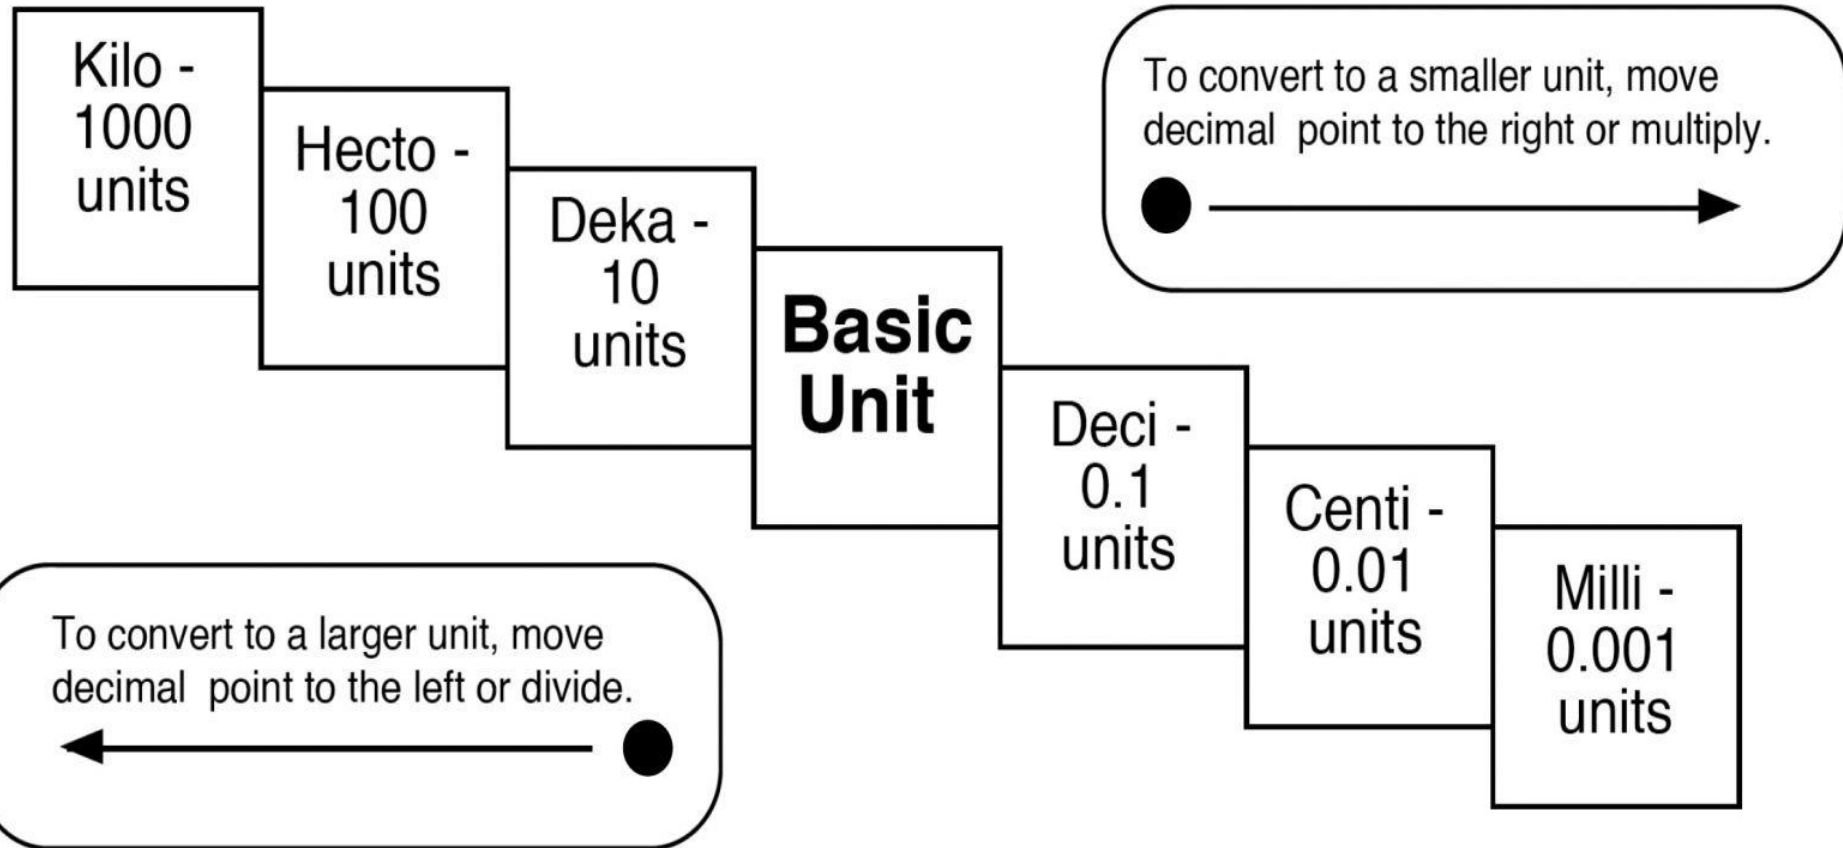 Kilo -
1000
units
Hecto -
100
units
Deka -
10
units
Basic
Unit
Deci -
0.1
units
Centi -
0.01
units
Milli -
0.001
units
To convert to a smaller unit, move
decimal point to the right or multiply.
To convert to a larger unit, move
decimal point to the left or divide.